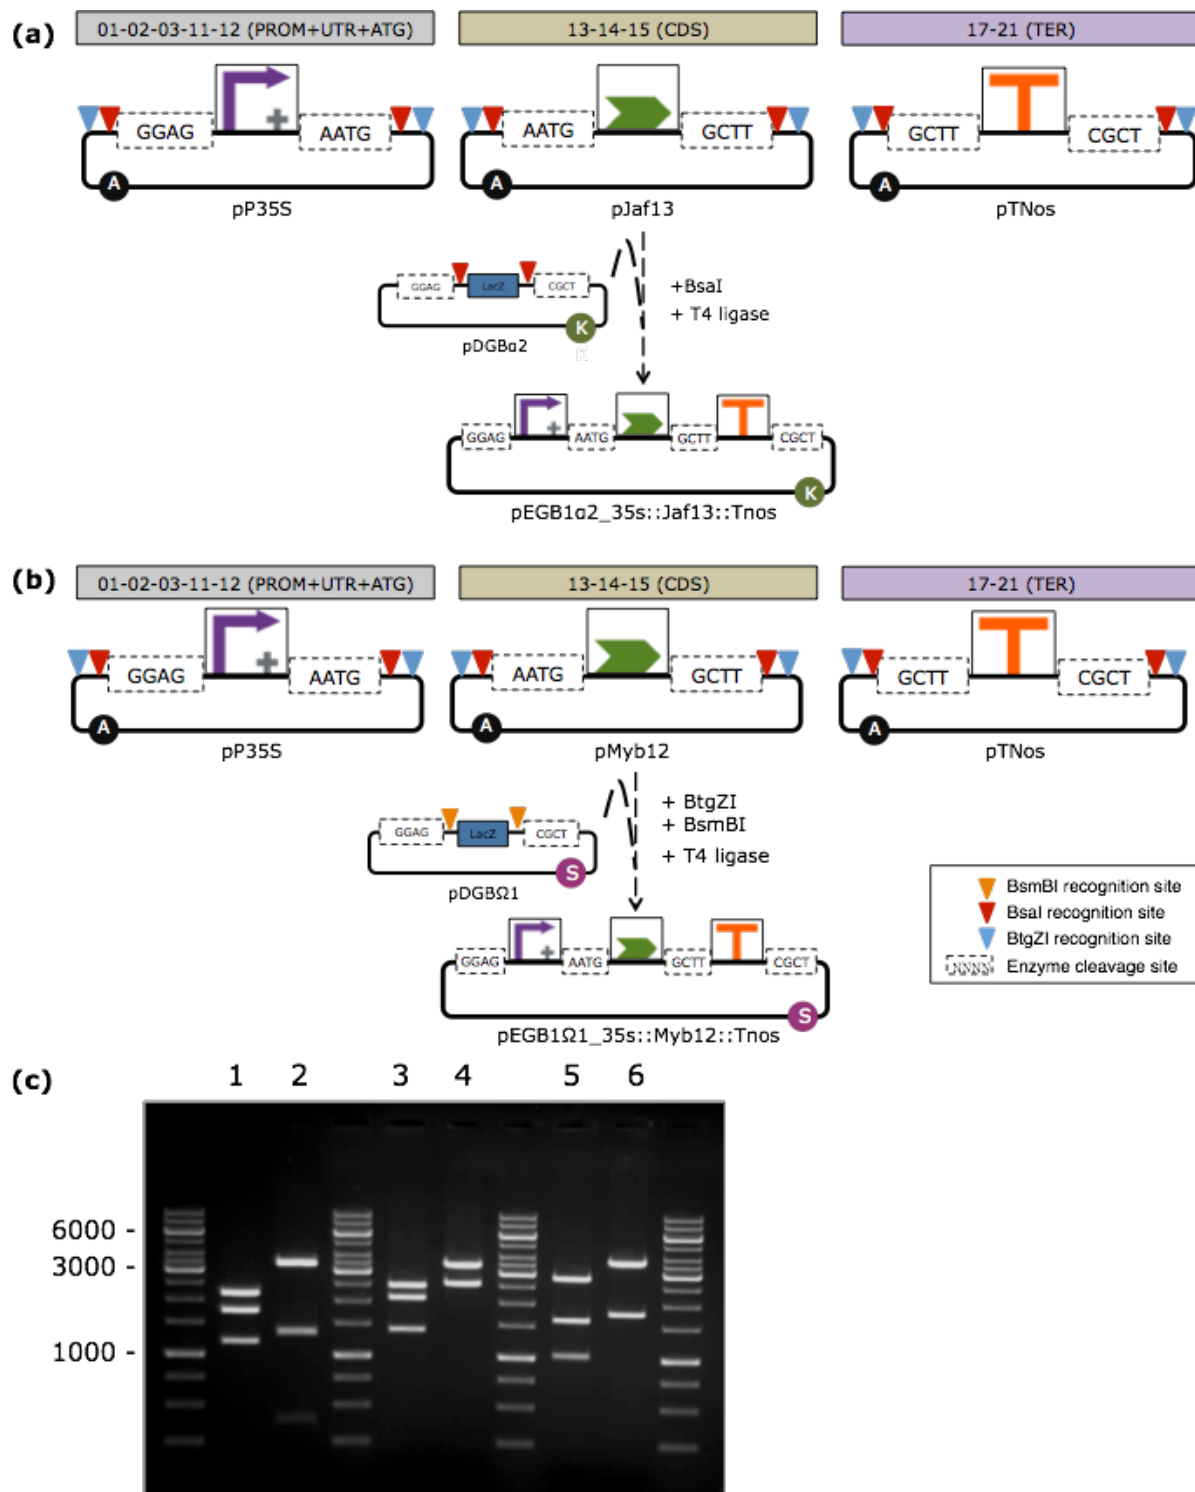 (a)
01-02-03-11-12 (PROM+UTR+ATG) 13-14-15 (CDS) 17-21 (TER)
GGAG AATG AATG GCTT GCTT CGCT
A A A
pP35S pJaf13 pTNos
GGAG LacZ CGCT
K
pDGBα2
+BsaI
+ T4 ligase
GGAG AATG GCTT CGCT
K
pEGB1α2_35s::Jaf13::Tnos
(b)
01-02-03-11-12 (PROM+UTR+ATG) 13-14-15 (CDS) 17-21 (TER)
GGAG AATG AATG GCTT GCTT CGCT
A A A
pP35S pMyb12 pTNos
GGAG LacZ CGCT
S
pDGBΩ1
+ BtgZI
+ BsmBI
+ T4 ligase
GGAG AATG GCTT CGCT
S
pEGB1Ω1_35s::Myb12::Tnos
BsmBI recognition site
BsaI recognition site
BtgZI recognition site
Enzyme cleavage site
(c)
1 2 3 4 5 6
6000 -
3000 -
1000 -